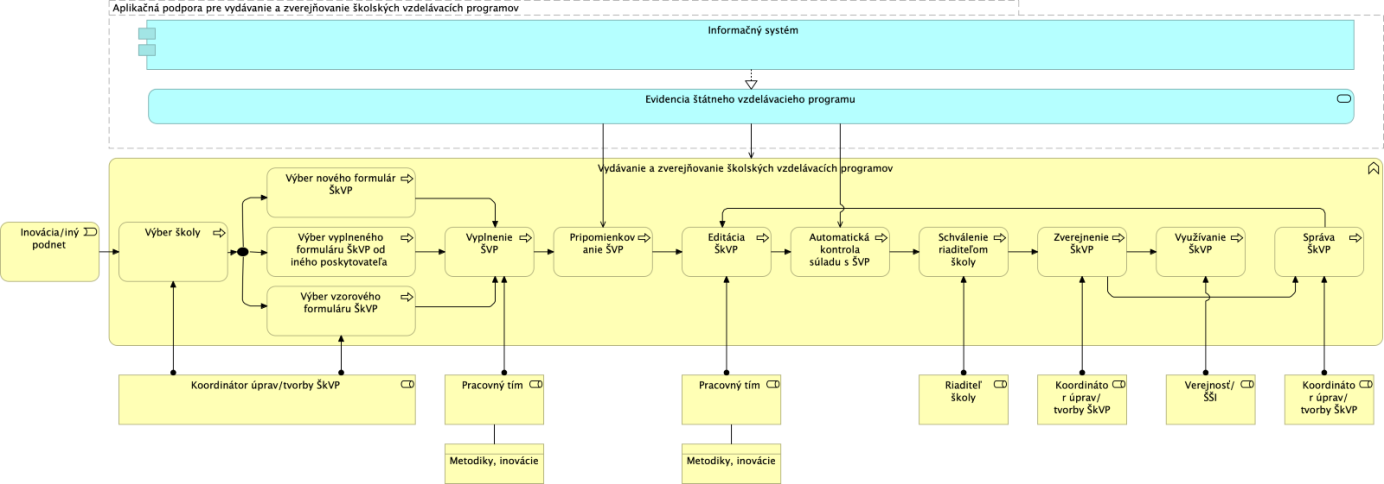 Aplikačná podpora pre vydávanie a zverejňovanie školských vzdelávacích programov
Informačný systém
Evidencia štátneho vzdelávacieho programu
Vydávanie a zverejňovanie školských vzdelávacích programov
Inovácia/iný
podnet
Výber školy
Výber nového formulár
ŠkVP
Výber vyplneného
formuláru ŠkVP od
iného poskytovateľa
Výber vzorového
formuláru ŠkVP
Vyplnenie
ŠVP
Pripomienkov
anie ŠVP
Editácia
ŠkVP
Automatická
kontrola
súladu s ŠVP
Schválenie
riaditeľom
školy
Zverejnenie
ŠkVP
Využívanie
ŠkVP
Správa
ŠkVP
Koordinátor úprav/tvorby ŠkVP
Pracovný tím
Pracovný tím
Riaditeľ
školy
Koordináto
r úprav/
tvorby ŠkVP
Verejnosť/
ŠŠI
Koordináto
r úprav/
tvorby ŠkVP
Metodiky, inovácie
Metodiky, inovácie